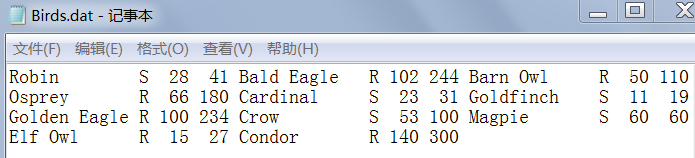 Birds.dat - 记事本
文件(F) 编辑(E) 格式(O) 查看(V) 帮助(H)
Robin S 28 41 Bald Eagle R 102 244 Barn Owl R 50 110
Osprey R 66 180 Cardinal S 23 31 Goldfinch S 11 19
Golden Eagle R 100 234 Crow S 53 100 Magpie S 60 60
Elf Owl R 15 27 Condor R 140 300